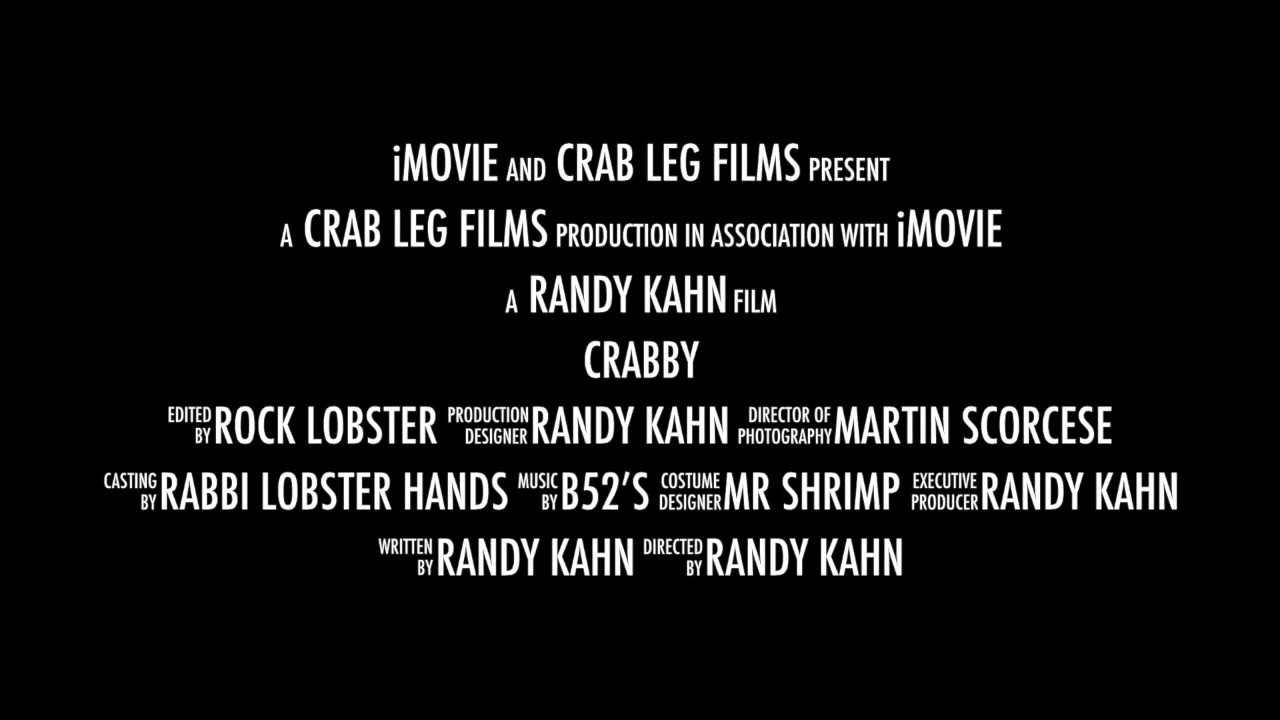 iMOVIE AND CRAB LEG FILMS PRESENT
A CRAB LEG FILMS PRODUCTION IN ASSOCIATION WITH iMOVIE
A RANDY KAHN FILM
CRABBY
EDITED BY ROCK LOBSTER PRODUCTION DESIGNER RANDY KAHN DIRECTOR OF PHOTOGRAPHY MARTIN SCORCESE
CASTING BY RABBI LOBSTER HANDS MUSIC BY B52'S COSTUME DESIGNER MR SHRIMP EXECUTIVE PRODUCER RANDY KAHN
WRITTEN BY RANDY KAHN DIRECTED BY RANDY KAHN